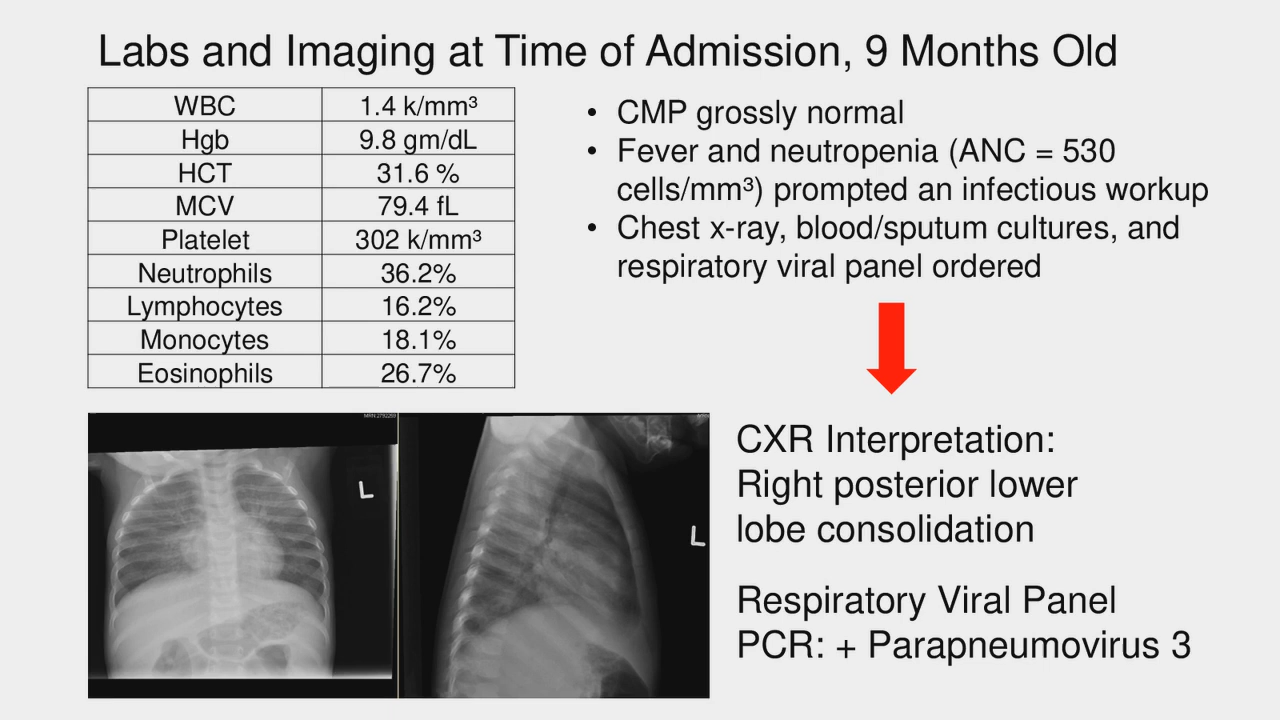 Labs and Imaging at Time of Admission, 9 Months Old
WBC 1.4 k/mm³
Hgb 9.8 gm/dL
HCT 31.6 %
MCV 79.4 fL
Platelet 302 k/mm³
Neutrophils 36.2%
Lymphocytes 16.2%
Monocytes 18.1%
Eosinophils 26.7%
• CMP grossly normal
• Fever and neutropenia (ANC = 530
cells/mm³) prompted an infectious workup
• Chest x-ray, blood/sputum cultures, and
respiratory viral panel ordered
L
L
CXR Interpretation:
Right posterior lower
lobe consolidation
Respiratory Viral Panel
PCR: + Parapneumovirus 3